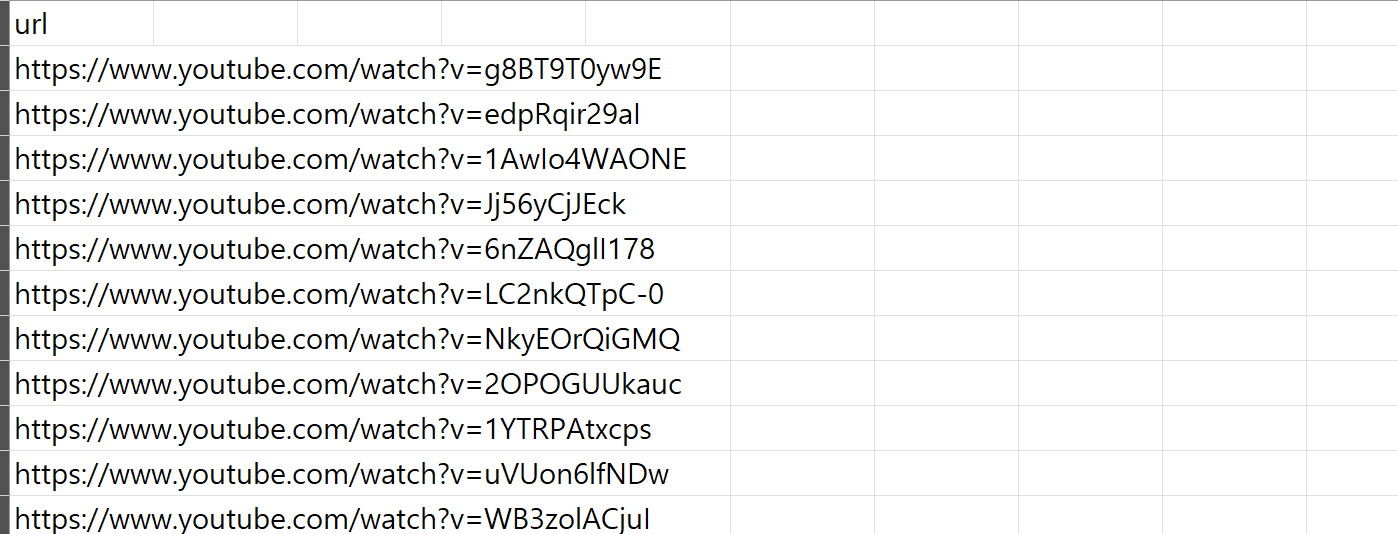 url
https://www.youtube.com/watch?v=g8BT9T0yw9E
https://www.youtube.com/watch?v=edpRqir29aI
https://www.youtube.com/watch?v=1AwIo4WAONE
https://www.youtube.com/watch?v=Jj56yCjJEck
https://www.youtube.com/watch?v=6nZAQglI178
https://www.youtube.com/watch?v=LC2nkQTpC-0
https://www.youtube.com/watch?v=NkyEOrQiGMQ
https://www.youtube.com/watch?v=2OPOGUUkauc
https://www.youtube.com/watch?v=1YTRPAtxcps
https://www.youtube.com/watch?v=uVUon6lfNDw
https://www.youtube.com/watch?v=WB3zolACjuI